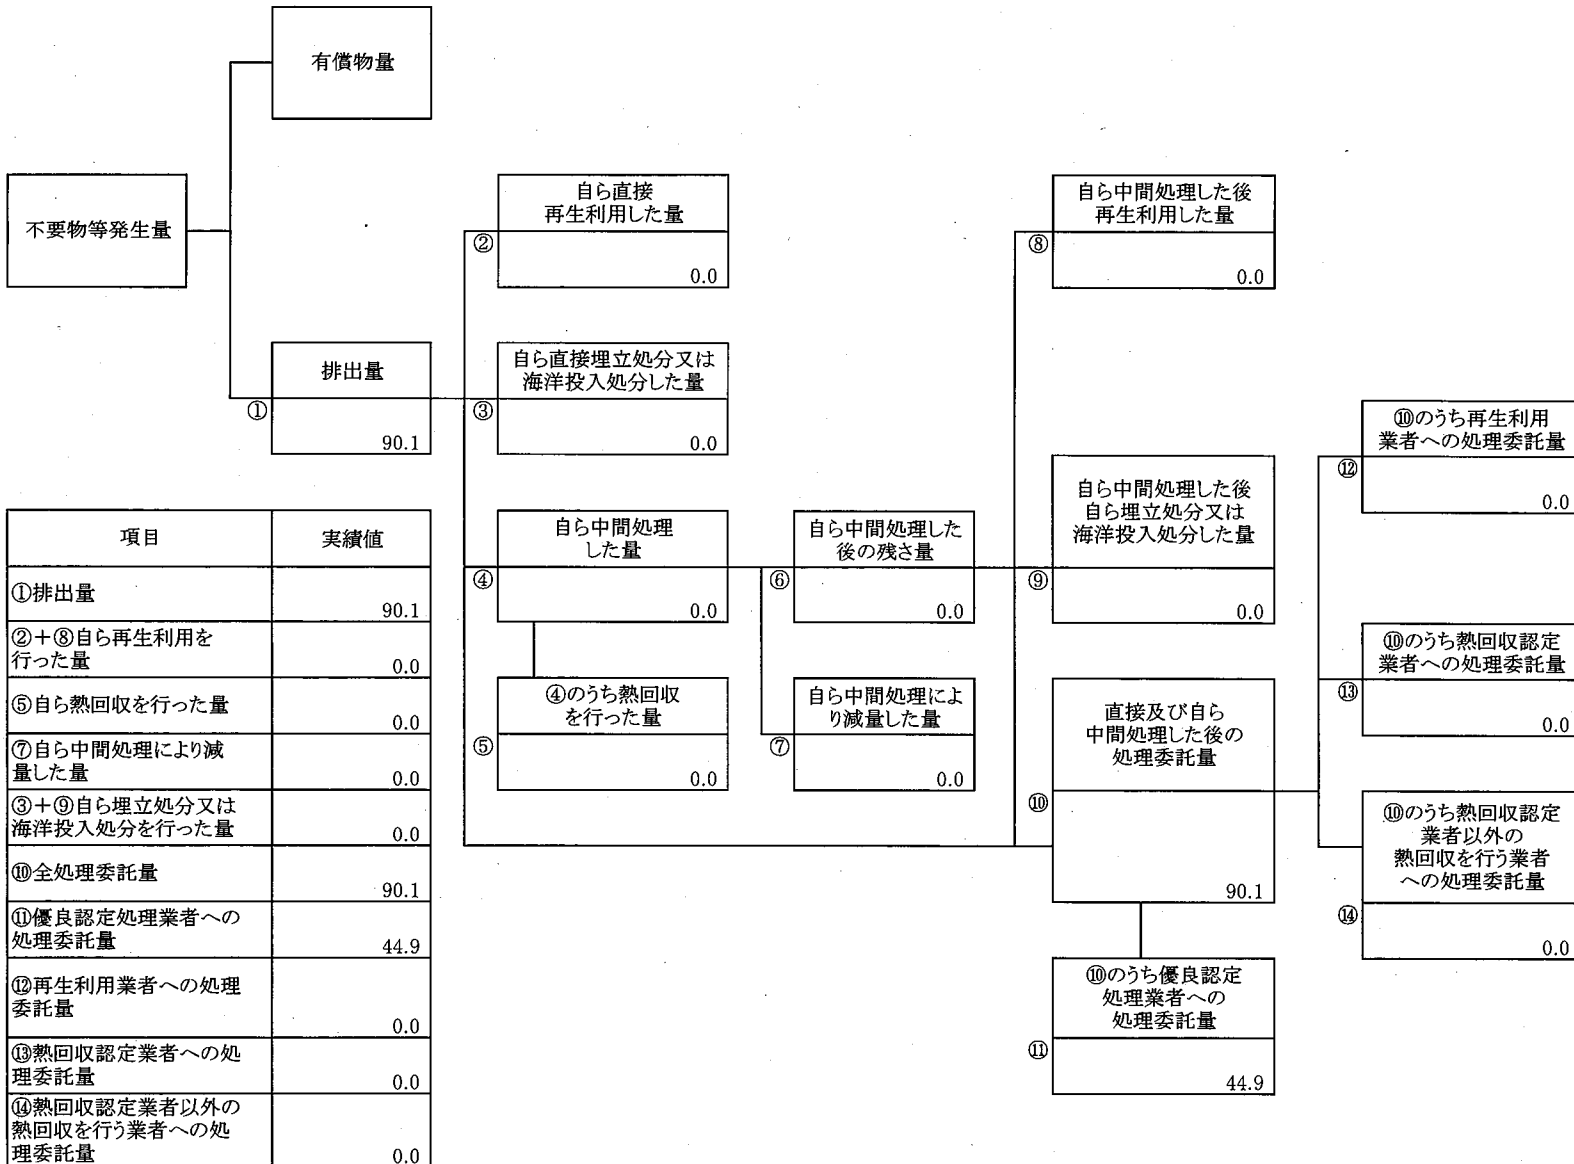 有償物量
不要物等発生量
自ら直接
再生利用した量
②
0.0
自ら中間処理した後
再生利用した量
⑧
0.0
排出量
①
90.1
自ら直接埋立処分又は
海洋投入処分した量
③
0.0
⑩のうち再生利用
業者への処理委託量
⑫
0.0
自ら中間処理
した量
④
0.0
自ら中間処理した
後の残さ量
⑥
0.0
自ら中間処理した後
自ら埋立処分又は
海洋投入処分した量
⑨
0.0
⑩のうち熱回収認定
業者への処理委託量
⑬
0.0
④のうち熱回収
を行った量
⑤
0.0
自ら中間処理によ
り減量した量
⑦
0.0
直接及び自ら
中間処理した後の
処理委託量
⑩
90.1
⑩のうち熱回収認定
業者以外の
熱回収を行う業者
への処理委託量
⑭
0.0
⑩のうち優良認定
処理業者への
処理委託量
⑪
44.9
項目 実績値
①排出量
90.1
②+⑧自ら再生利用を
行った量
0.0
⑤自ら熱回収を行った量
0.0
⑦自ら中間処理により減
量した量
0.0
③+⑨自ら埋立処分又は
海洋投入処分を行った量
0.0
⑩全処理委託量
90.1
⑪優良認定処理業者への
処理委託量
44.9
⑫再生利用業者への処理
委託量
0.0
⑬熱回収認定業者への処
理委託量
0.0
⑭熱回収認定業者以外の
熱回収を行う業者への処
理委託量
0.0